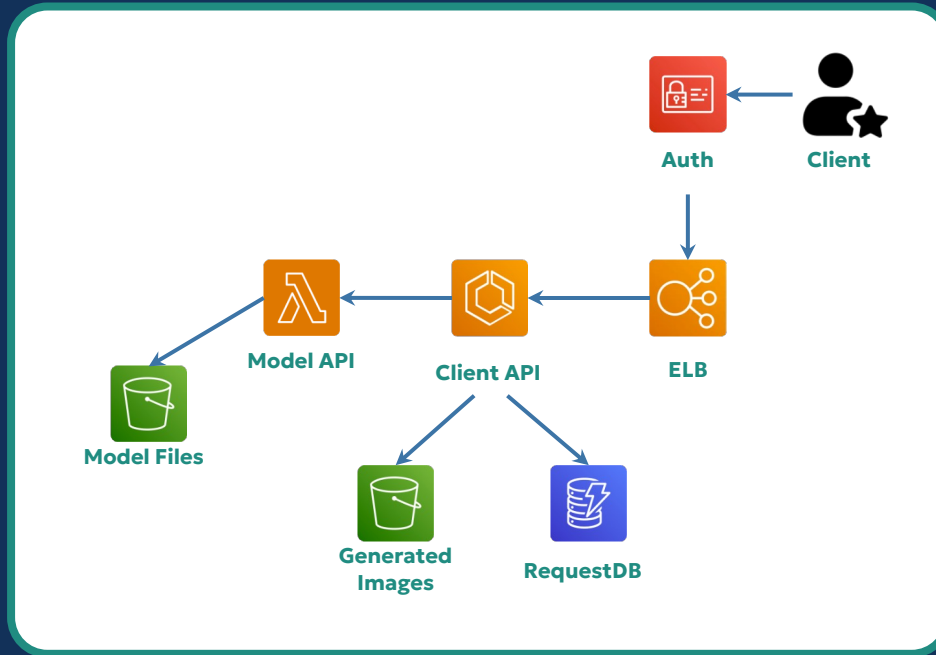 Auth
Client
Model API
Client API
ELB
Model Files
Generated
Images
RequestDB